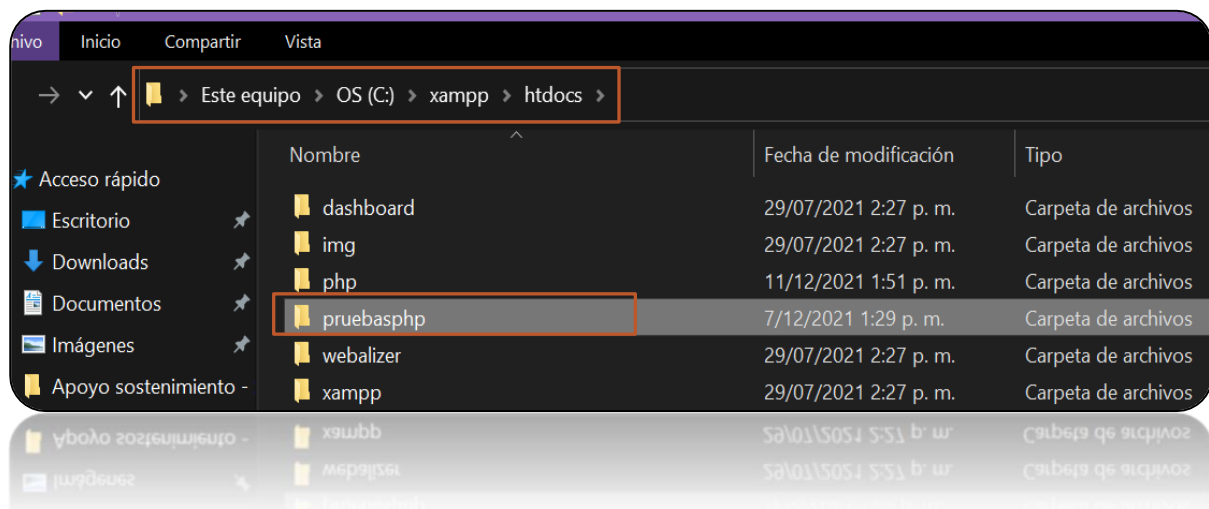 hivo Inicio Compartir Vista
Este equipo > OS (C:) > xampp > htdocs >
Nombre Fecha de modificación Tipo
Acceso rápido
dashboard 29/07/2021 2:27 p. m. Carpeta de archivos
Escritorio
img 29/07/2021 2:27 p. m. Carpeta de archivos
Downloads
php 11/12/2021 1:51 p. m. Carpeta de archivos
Documentos
pruebasphp 7/12/2021 1:29 p. m. Carpeta de archivos
Imágenes
webalizer 29/07/2021 2:27 p. m. Carpeta de archivos
Apoyo sostenimiento -
xampp 29/07/2021 2:27 p. m. Carpeta de archivos